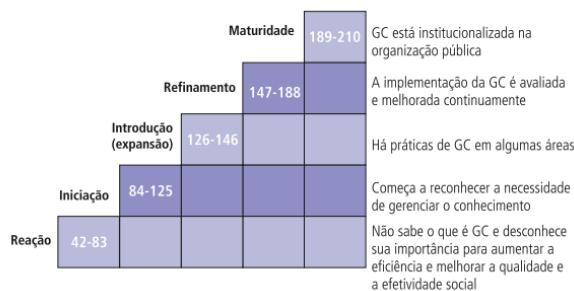 Maturidade
189-210
GC está institucionalizada na
organização pública
Refinamento
147-188
A implementação da GC é avaliada
e melhorada continuamente
Introdução
(expansão)
126-146
Há práticas de GC em algumas áreas
Iniciação
84-125
Começa a reconhecer a necessidade
de gerenciar o conhecimento
Reação
42-83
Não sabe o que é GC e desconhece
sua importância para aumentar a
eficiência e melhorar a qualidade e
a efetividade social